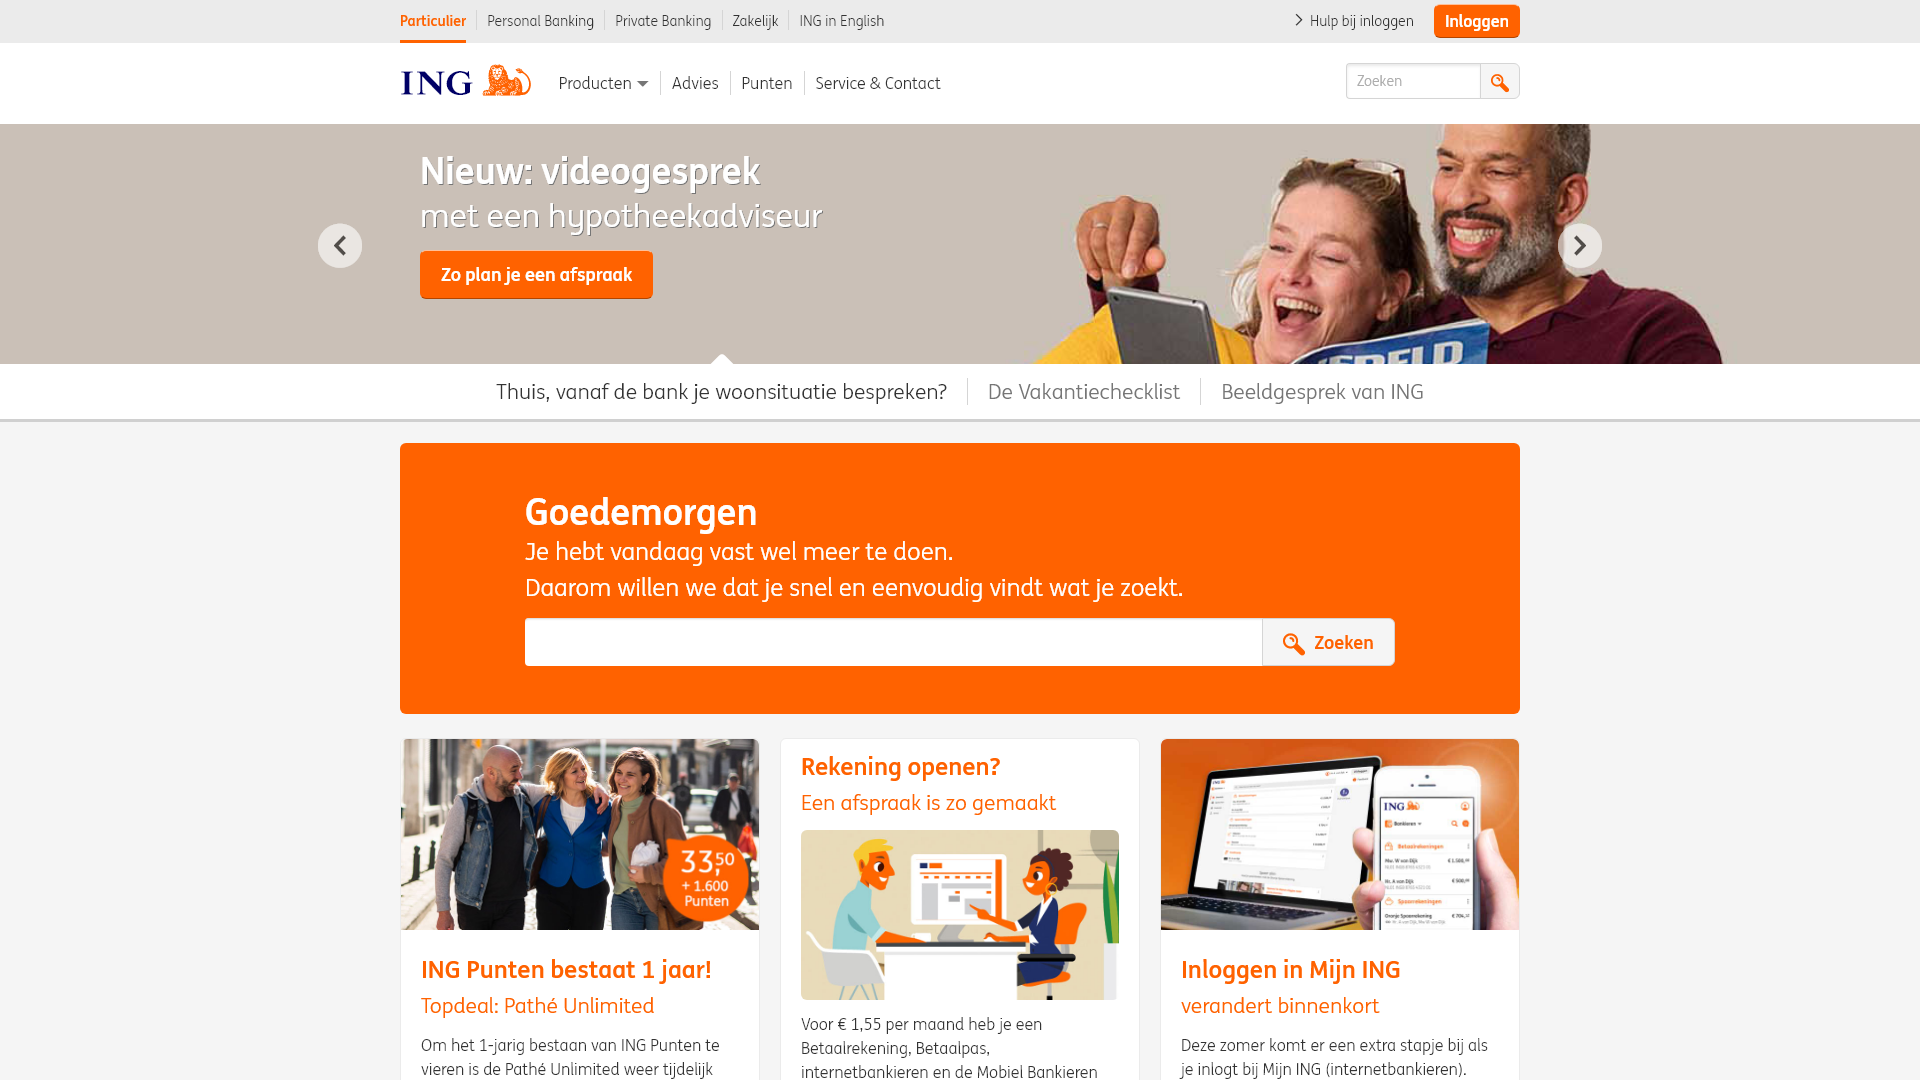 Particulier
Personal Banking
Private Banking
Zakelijk
ING in English
Hulp bij inloggen
Inloggen
ING
Producten
Advies
Punten
Service & Contact
Zoeken
Nieuw: videogesprek
met een hypotheekadviseur
Zo plan je een afspraak
Thuis, vanaf de bank je woonsituatie bespreken?
De Vakantiechecklist
Beeldgesprek van ING
Goedemorgen
Je hebt vandaag vast wel meer te doen.
Daarom willen we dat je snel en eenvoudig vindt wat je zoekt.
Zoeken
33,50
+ 1.600
Punten
ING Punten bestaat 1 jaar!
Topdeal: Pathé Unlimited
Om het 1-jarig bestaan van ING Punten te
vieren is de Pathé Unlimited weer tijdelijk
Rekening openen?
Een afspraak is zo gemaakt
Voor € 1,55 per maand heb je een
Betaalrekening, Betaalpas,
internetbankieren en de Mobiel Bankieren
ING
Bankieren
Betaalrekeningen
Spaarrekeningen
Inloggen in Mijn ING
verandert binnenkort
Deze zomer komt er een extra stapje bij als
je inlogt bij Mijn ING (internetbankieren).